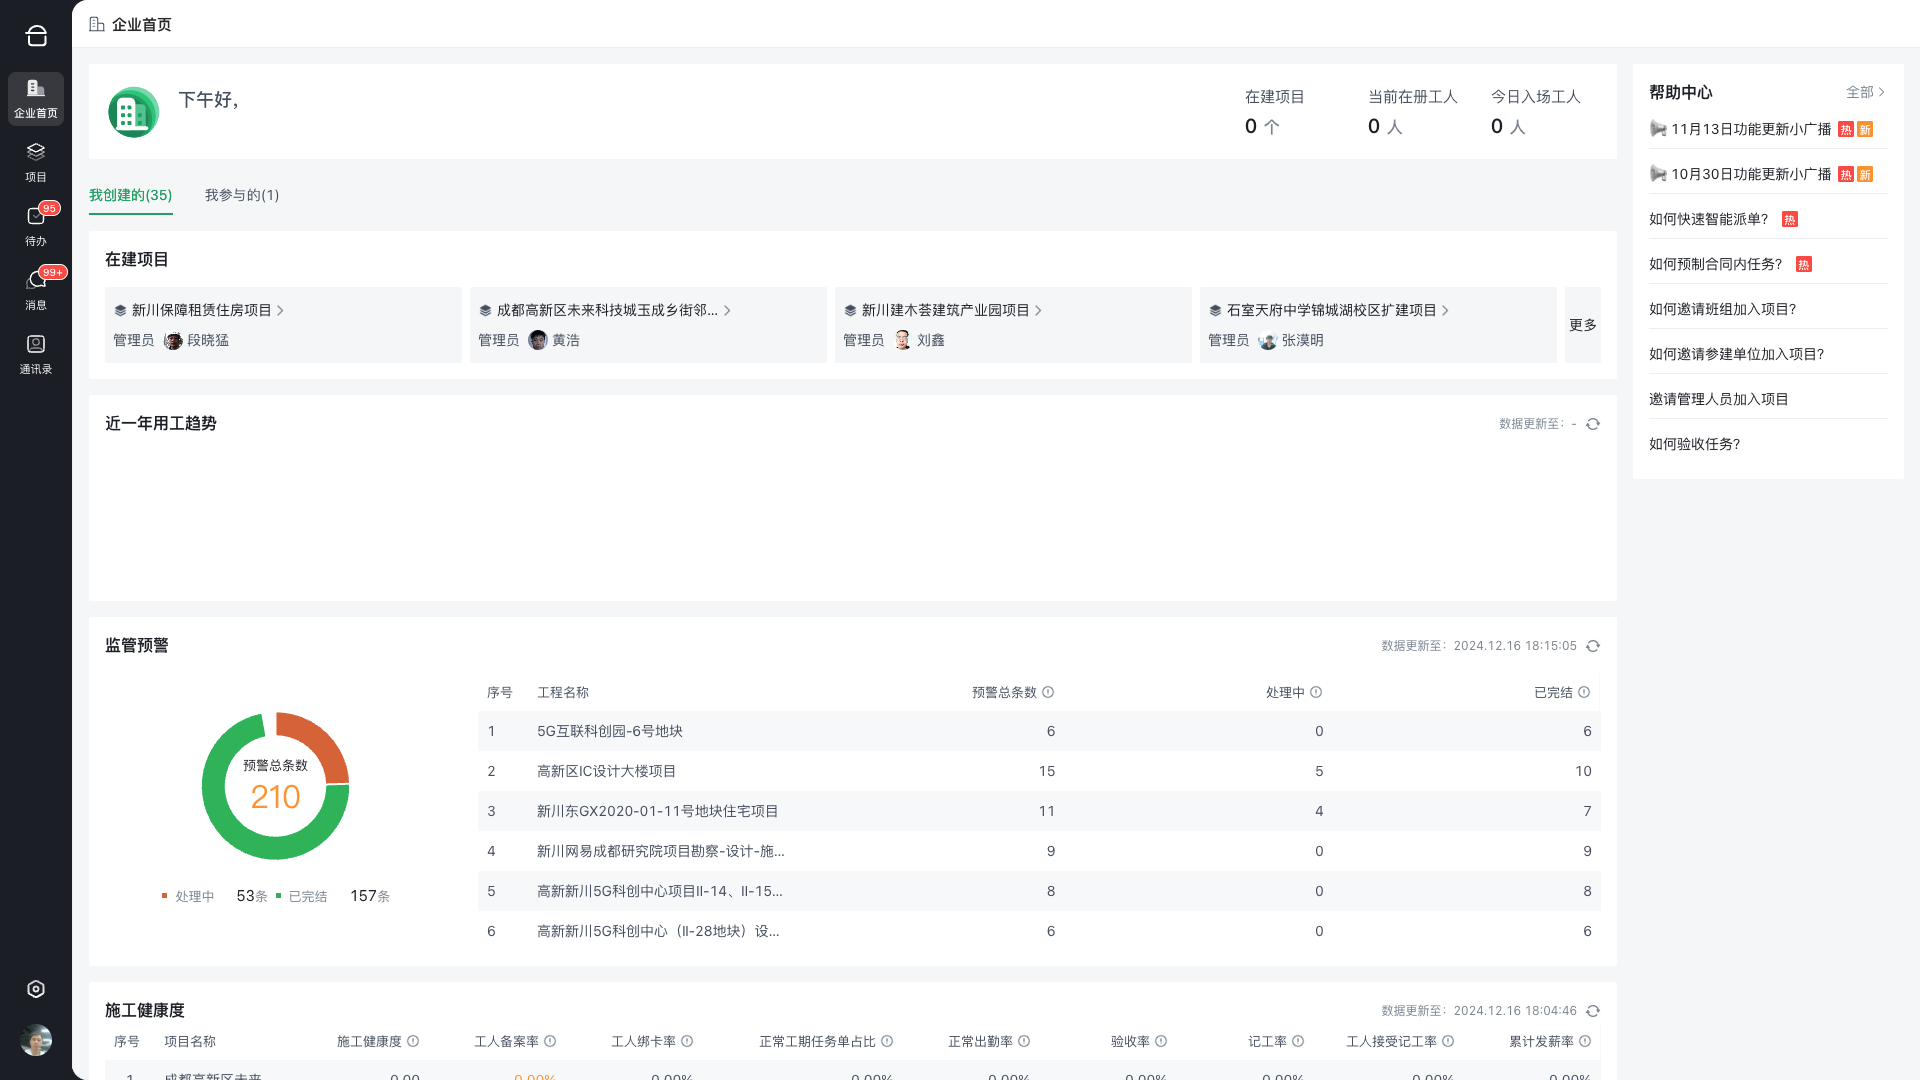 企业首页
企业首页
项目
95
待办
99+
消息
通讯录
下午好,
在建项目
0 个
当前在册工人
0 人
今日入场工人
0 人
我创建的(35)
我参与的(1)
在建项目
新川保障租赁住房项目
管理员 段晓猛
成都高新区未来科技城玉成乡街邻...
管理员 黄浩
新川建木荟建筑产业园项目
管理员 刘鑫
石室天府中学锦城湖校区扩建项目
管理员 张漠明
更多
近一年用工趋势
数据更新至: -
监管预警
数据更新至: 2024.12.16 18:15:05
预警总条数
210
处理中 53条 已完结 157条
序号 工程名称 预警总条数 处理中 已完结
1 5G互联科创园-6号地块 6 0 6
2 高新区IC设计大楼项目 15 5 10
3 新川东GX2020-01-11号地块住宅项目 11 4 7
4 新川网易成都研究院项目勘察-设计-施... 9 0 9
5 高新新川5G科创中心项目II-14、II-15... 8 0 8
6 高新新川5G科创中心（II-28地块）设... 6 0 6
施工健康度
数据更新至: 2024.12.16 18:04:46
序号 项目名称 施工健康度 工人备案率 工人绑卡率 正常工期任务单占比 正常出勤率 验收率 记工率 工人接受记工率 累计发薪率
1 成都高新区未来 0.00 0.00% 0.00% 0.00% 0.00% 0.00% 0.00% 0.00% 0.00%
帮助中心
全部
11月13日功能更新小广播 热 新
10月30日功能更新小广播 热 新
如何快速智能派单? 热
如何预制合同内任务? 热
如何邀请班组加入项目?
如何邀请参建单位加入项目?
邀请管理人员加入项目
如何验收任务?